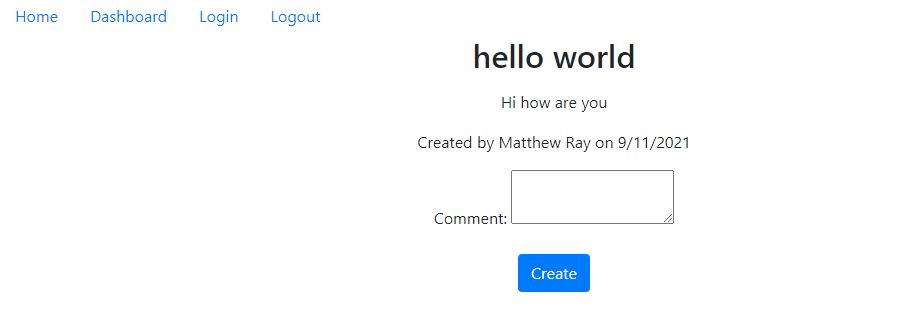 Home Dashboard Login Logout
hello world
Hi how are you
Created by Matthew Ray on 9/11/2021
Comment:
Create